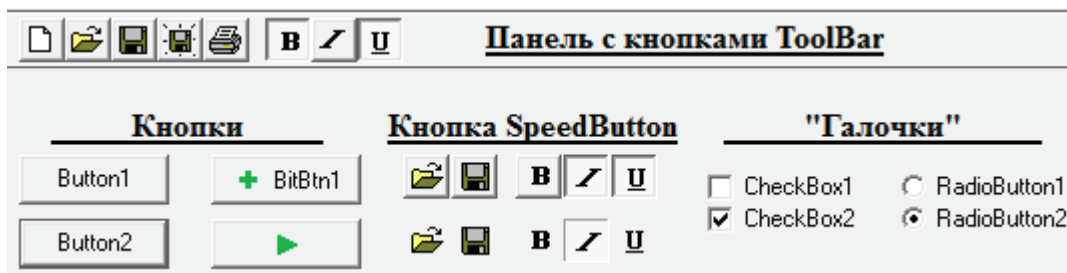 B I U Панель с кнопками ToolBar
Кнопки Кнопка SpeedButton "Галочки"
Button1 BitBtn1 B I U CheckBox1 RadioButton1
Button2 B I U CheckBox2 RadioButton2